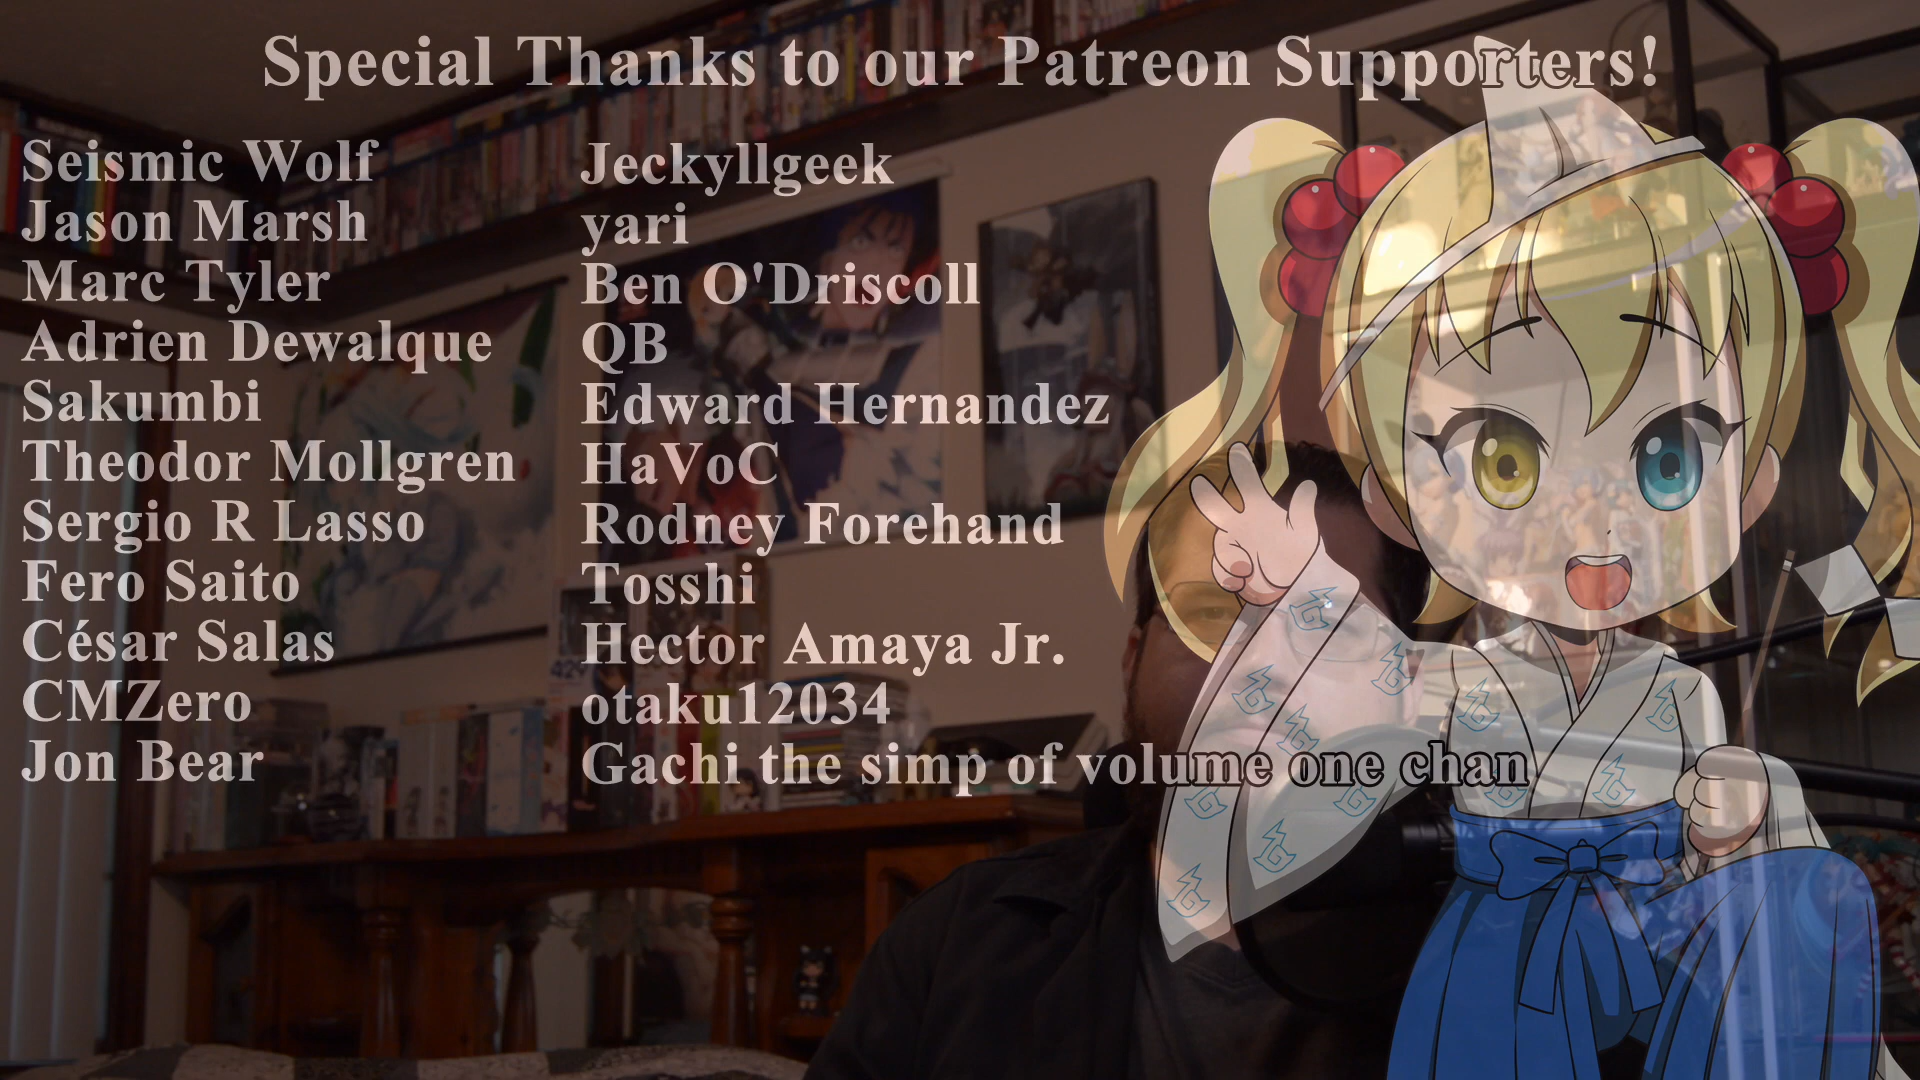 Special Thanks to our Patreon Supporters!
Seismic Wolf
Jason Marsh
Marc Tyler
Adrien Dewalque
Sakumbi
Theodor Mollgren
Sergio R Lasso
Fero Saito
César Salas
CMZero
Jon Bear
Jeckyllgeek
yari
Ben O'Driscoll
QB
Edward Hernandez
HaVoC
Rodney Forehand
Tosshi
Hector Amaya Jr.
otaku12034
Gachi the simp of volume one chan